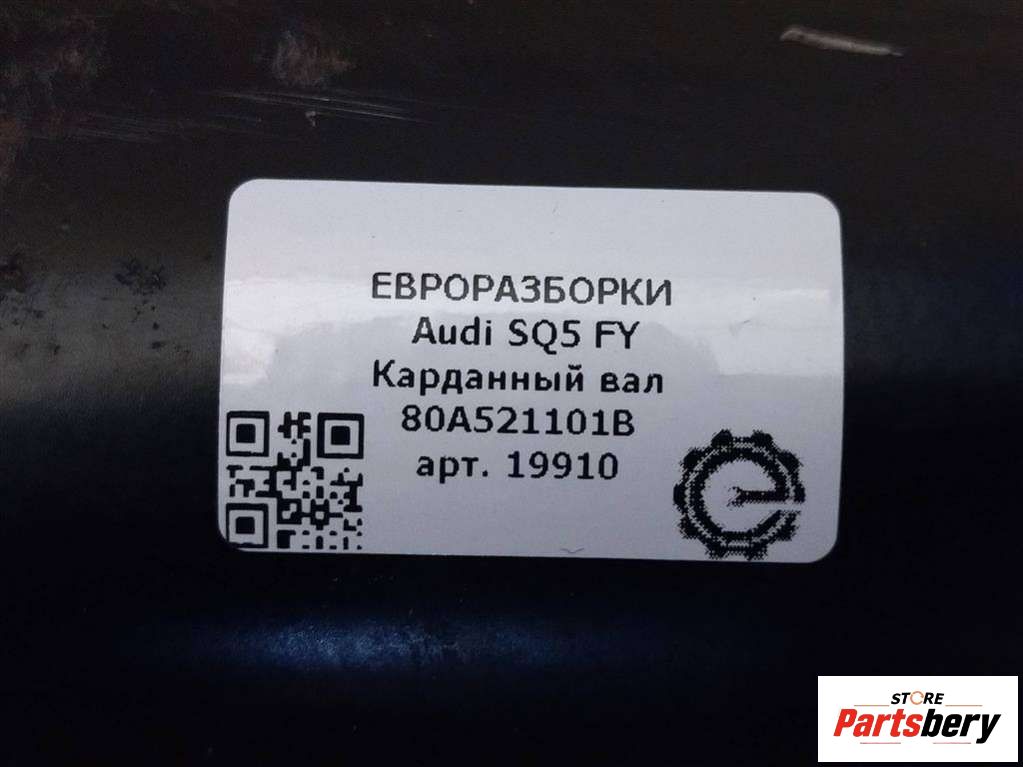 ЕВРОРАЗБОРКИ
Audi SQ5 FY
Карданный вал
80A521101B
арт. 19910
STORE
Partsbery